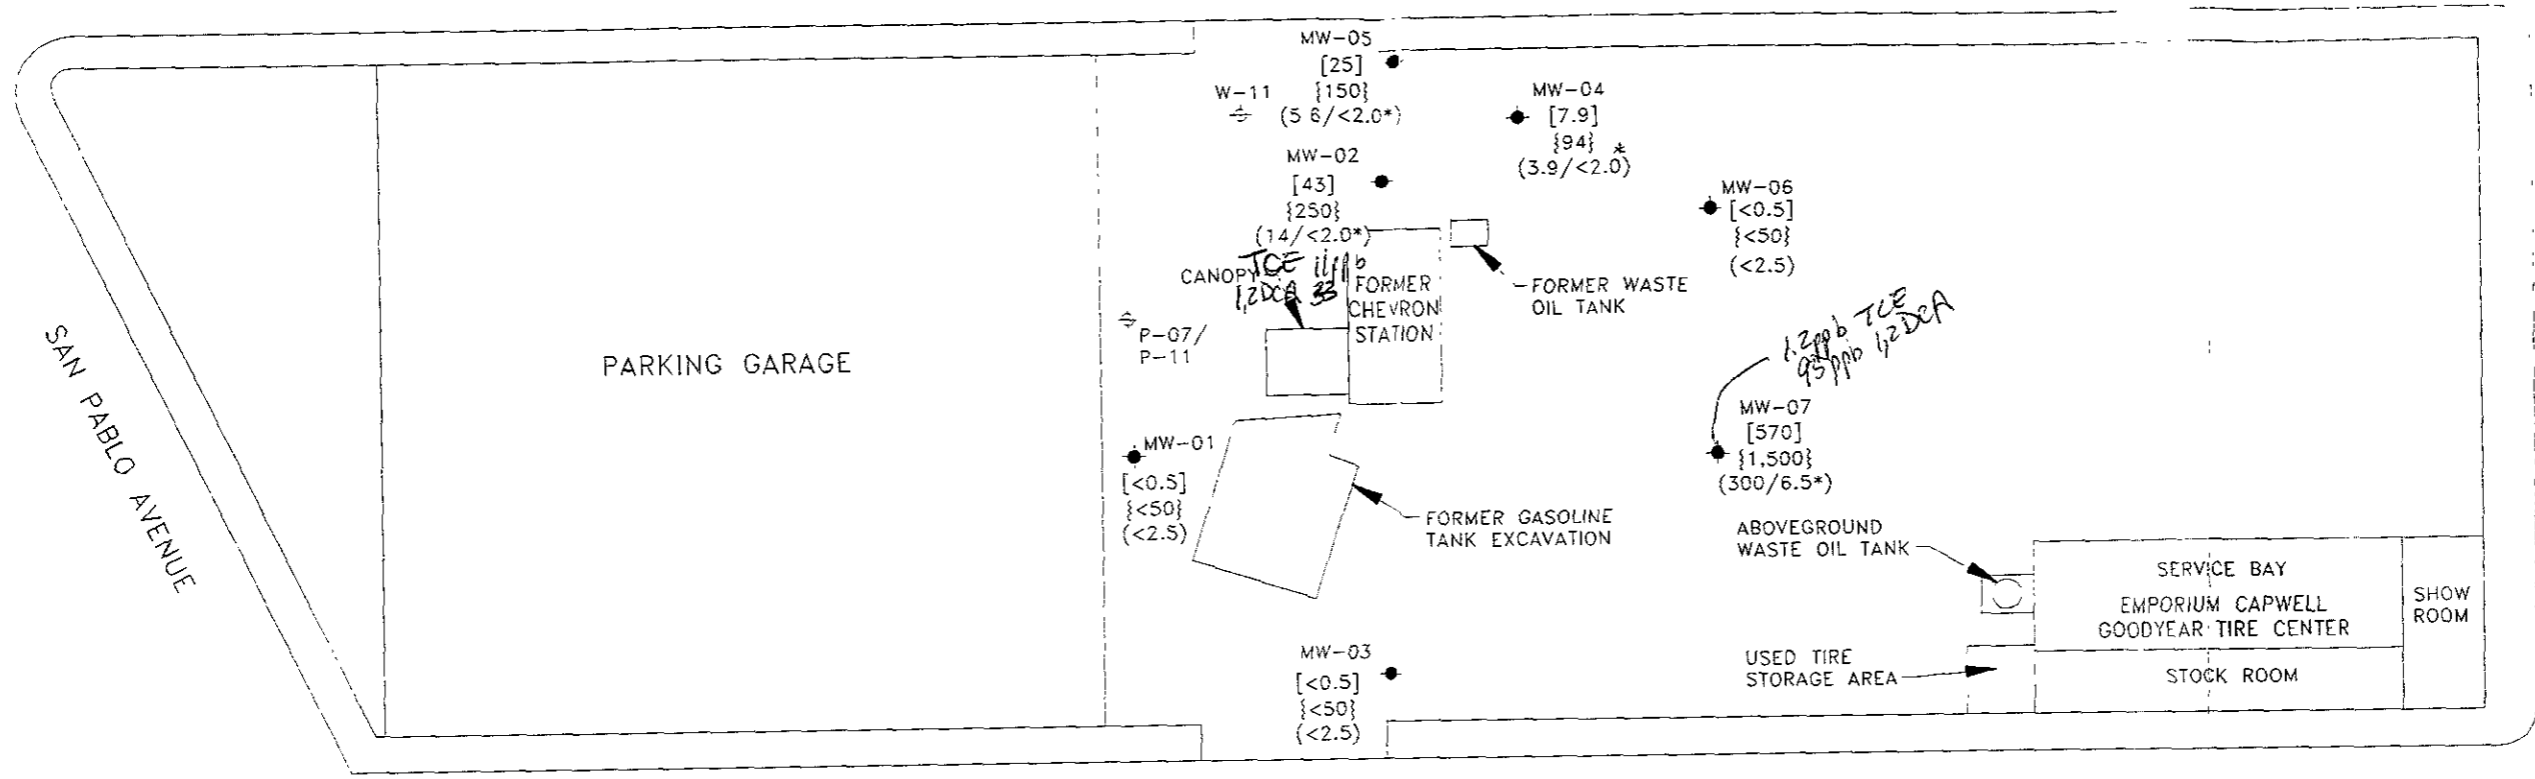 MW-05
[25]
{150}
(5 6/<2.0*)
W-11
MW-04
[7.9]
{94} *
(3.9/<2.0)
MW-02
[43]
{250}
(14/<2.0*)
MW-06
[<0.5]
{<50}
(<2.5)
CANOPY
TCE 11ppb
1,2DCA 33
FORMER
CHEVRON
STATION
FORMER WASTE
OIL TANK
P-07/
P-11
SAN PABLO AVENUE
PARKING GARAGE
1.2ppb TCE
95ppb 1,2DCA
MW-07
[570]
{1,500}
(300/6.5*)
MW-01
[<0.5]
{<50}
(<2.5)
FORMER GASOLINE
TANK EXCAVATION
ABOVEGROUND
WASTE OIL TANK
SERVICE BAY
EMPORIUM CAPWELL
GOODYEAR TIRE CENTER
SHOW
ROOM
MW-03
[<0.5]
{<50}
(<2.5)
USED TIRE
STORAGE AREA
STOCK ROOM